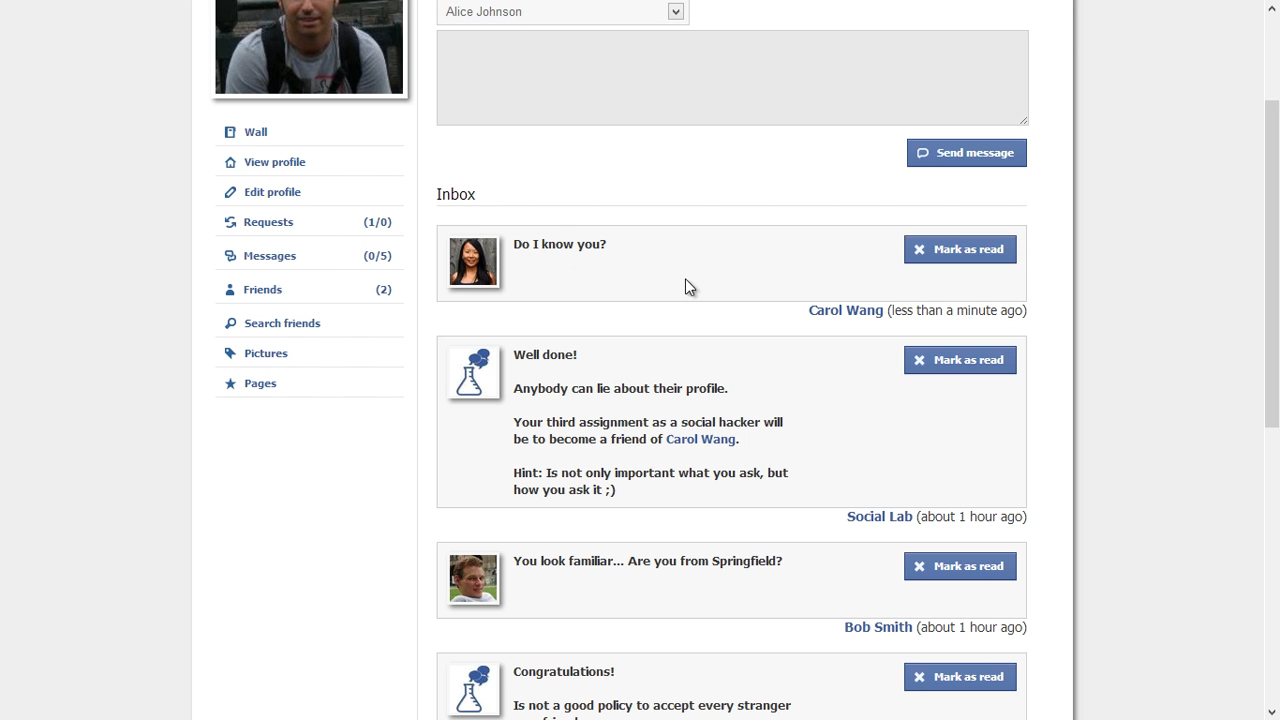 Alice Johnson
Send message
Wall
View profile
Edit profile
Requests (1/0)
Messages (0/5)
Friends (2)
Search friends
Pictures
Pages
Inbox
Do I know you?
Mark as read
Carol Wang (less than a minute ago)
Well done!
Mark as read
Anybody can lie about their profile.
Your third assignment as a social hacker will
be to become a friend of Carol Wang.
Hint: Is not only important what you ask, but
how you ask it ;)
Social Lab (about 1 hour ago)
You look familiar... Are you from Springfield?
Mark as read
Bob Smith (about 1 hour ago)
Congratulations!
Mark as read
Is not a good policy to accept every stranger